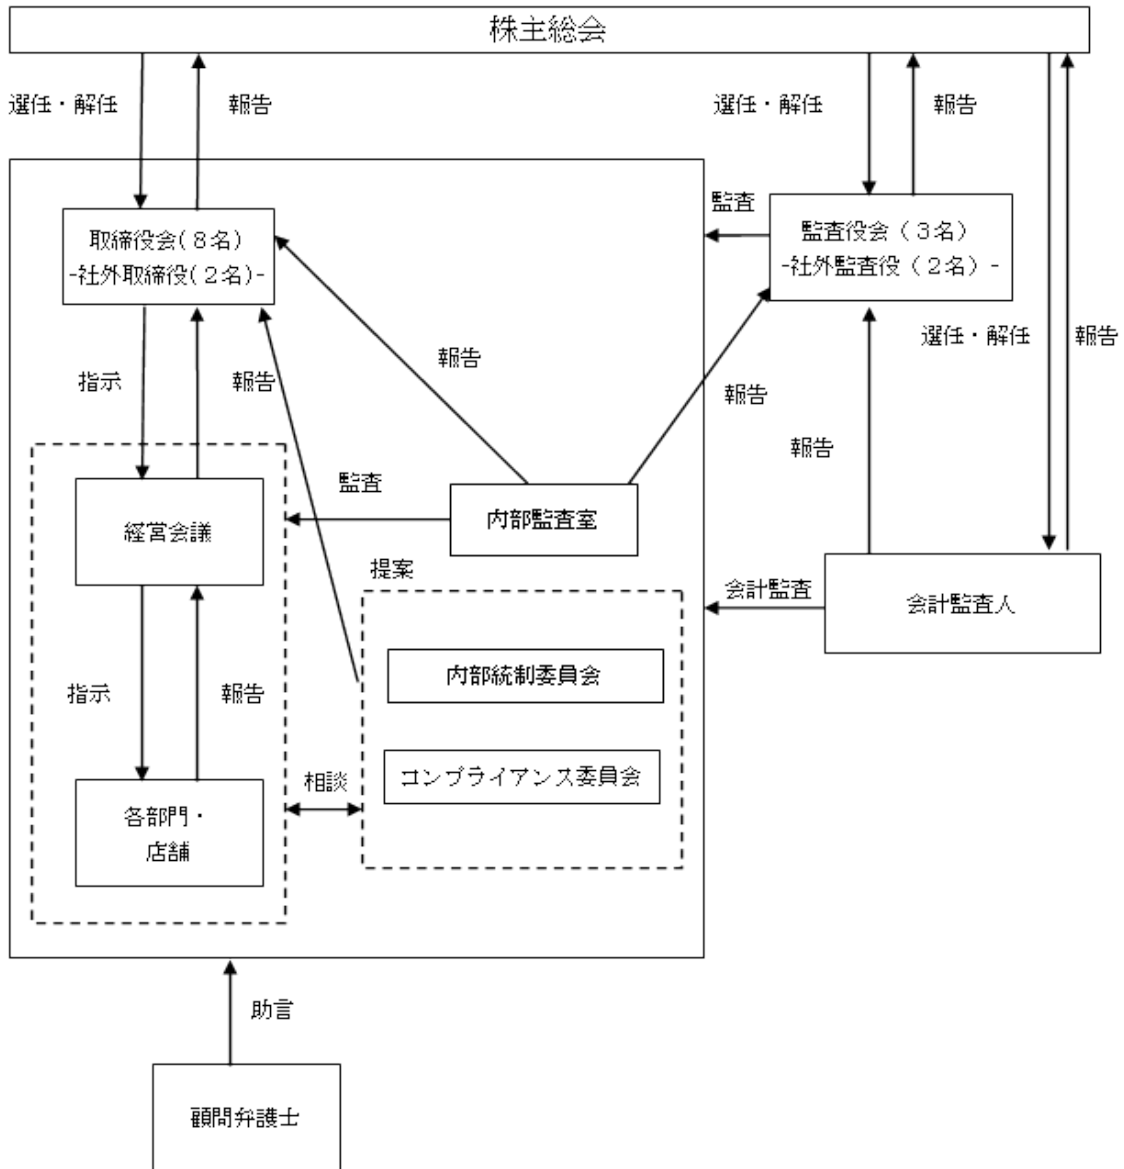 株主総会
選任・解任
報告
選任・解任
報告
監査
取締役会(８名)
-社外取締役(２名)-
監査役会（３名）
-社外監査役（２名）-
選任・解任
報告
指示
報告
報告
報告
報告
監査
内部監査室
経営会議
提案
会計監査
会計監査人
内部統制委員会
指示
報告
コンプライアンス委員会
相談
各部門・
店舗
助言
顧問弁護士